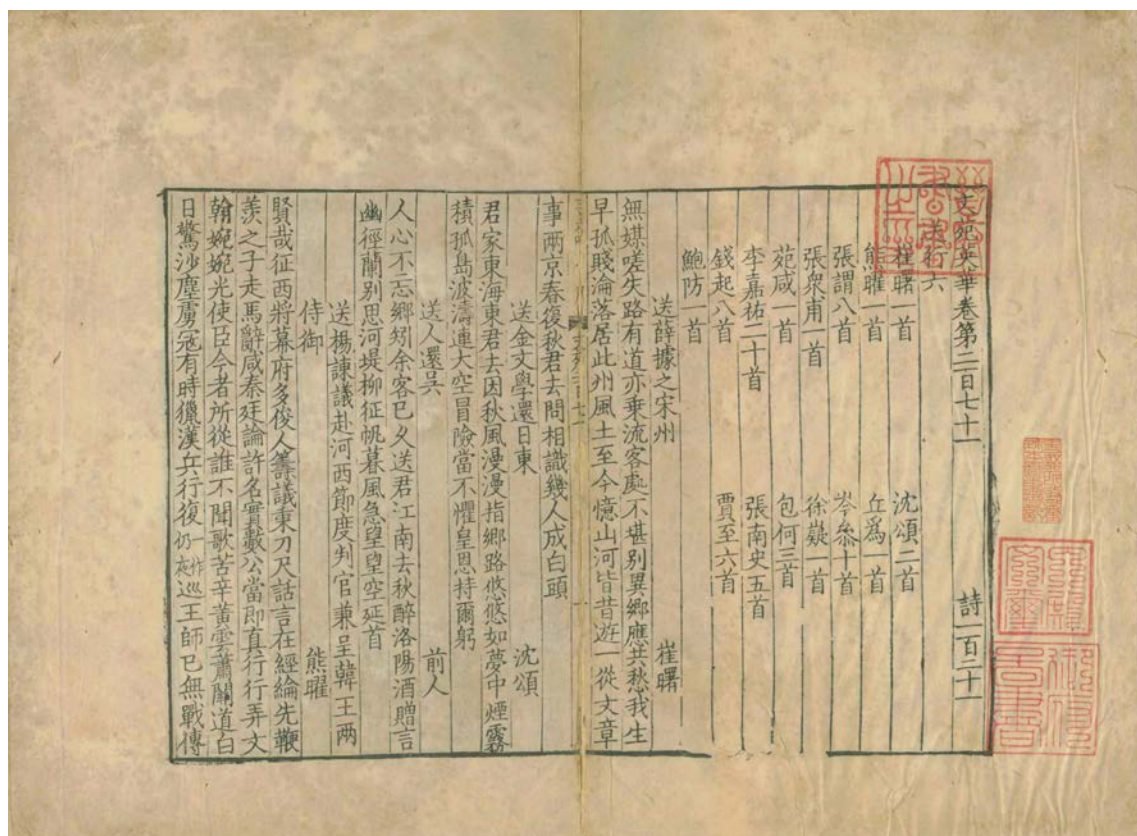 文苑英華卷第二百七十一　詩一百二十一
送行六
崔曙一首　沈頌二首
熊曜一首　丘爲一首
張謂八首　岑參十首
張衆甫一首　徐嶷一首
苑咸一首　包何三首
李嘉祐二十首　張南史五首
錢起八首　賈至六首
鮑防一首
送薛據之宋州　崔曙
無媒嗟失路有道亦乗流客處不堪别異鄉應共愁我生
早孤賤淪落居此州風土至今憶山河皆昔遊一從文章
事两京春復秋君去問相識幾人成白頭
送金文學還日東　沈頌
君家東海東君去因秋風漫漫指鄉路悠悠如夢中煙霧
積孤島波濤連大空冒險當不懼皇恩持爾躬
送人還吳　前人
人心不忘鄉矧余客已久送君江南去秋醉洛陽酒贈言
幽徑蘭别思河堤柳征帆暮風急望望空延首
送楊諫議赴河西節度判官兼呈韓王两
侍御　熊曜
賢哉征西將幕府多俊人籌議秉刀尺話言在經綸先鞭
羨之子走馬辭咸秦廷論許名實數公當即真行行弄文
翰婉婉光使臣今者所從誰不聞歌苦辛黄雲蕭關道白
日驚沙塵虜寇有時獵漢兵行復一作仍夜巡王師已無戰傳